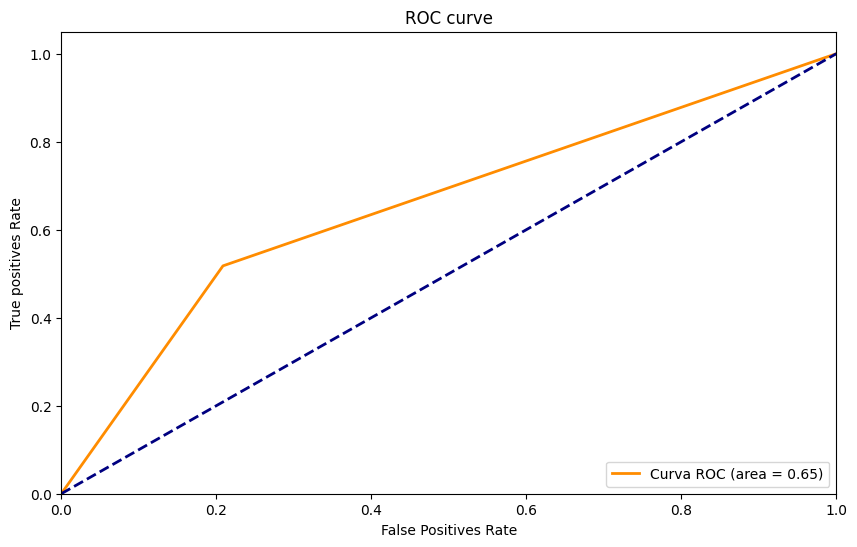 ROC curve
1.0
0.8
0.6
0.4
0.2
0.0
True positives Rate
0.0 0.2 0.4 0.6 0.8 1.0
False Positives Rate
Curva ROC (area = 0.65)